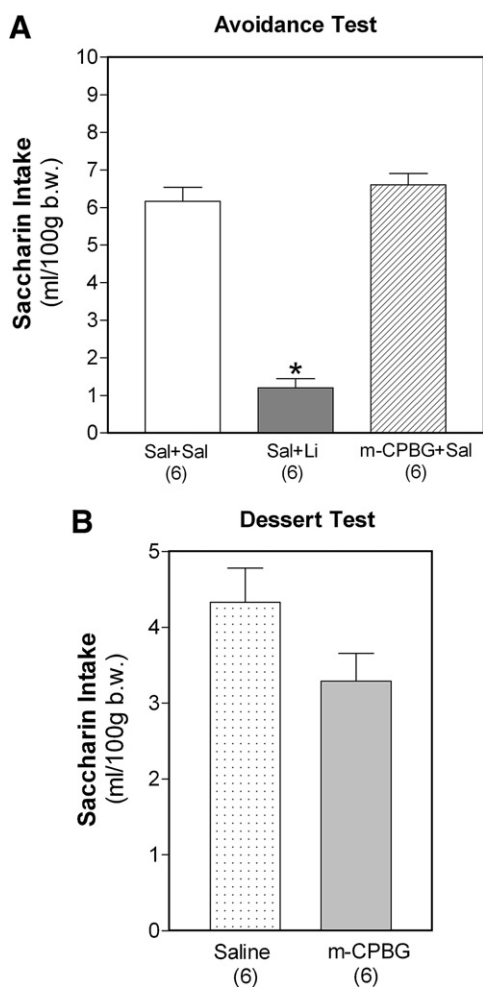 A
Avoidance Test
Saccharin Intake
(ml/100g b.w.)
10
9
8
7
6
5
4
3
2
1
0
*
Sal+Sal Sal+Li m-CPBG+Sal
(6) (6) (6)
B
Dessert Test
Saccharin Intake
(ml/100g b.w.)
5
4
3
2
1
0
Saline m-CPBG
(6) (6)